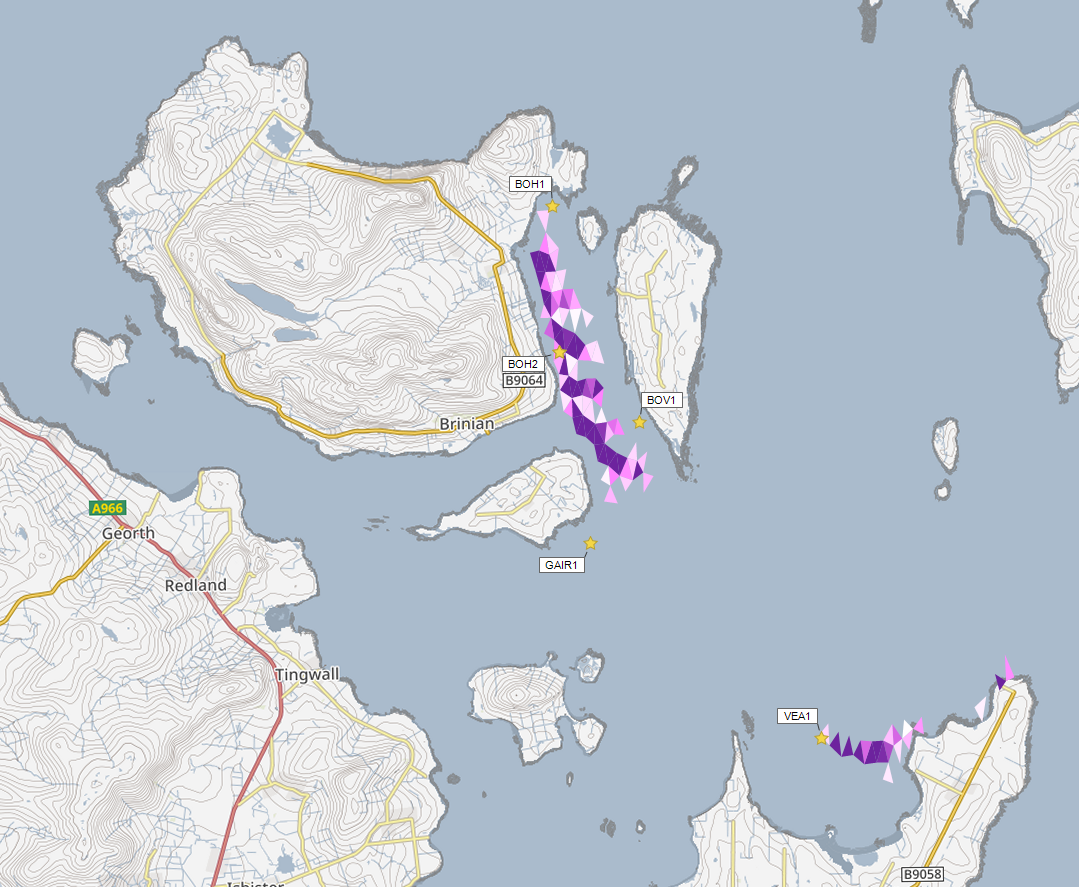 BOH1
BOH2
B9064
BOV1
Brinian
A966
Georth
GAIR1
Redland
Tingwall
VEA1
B9058